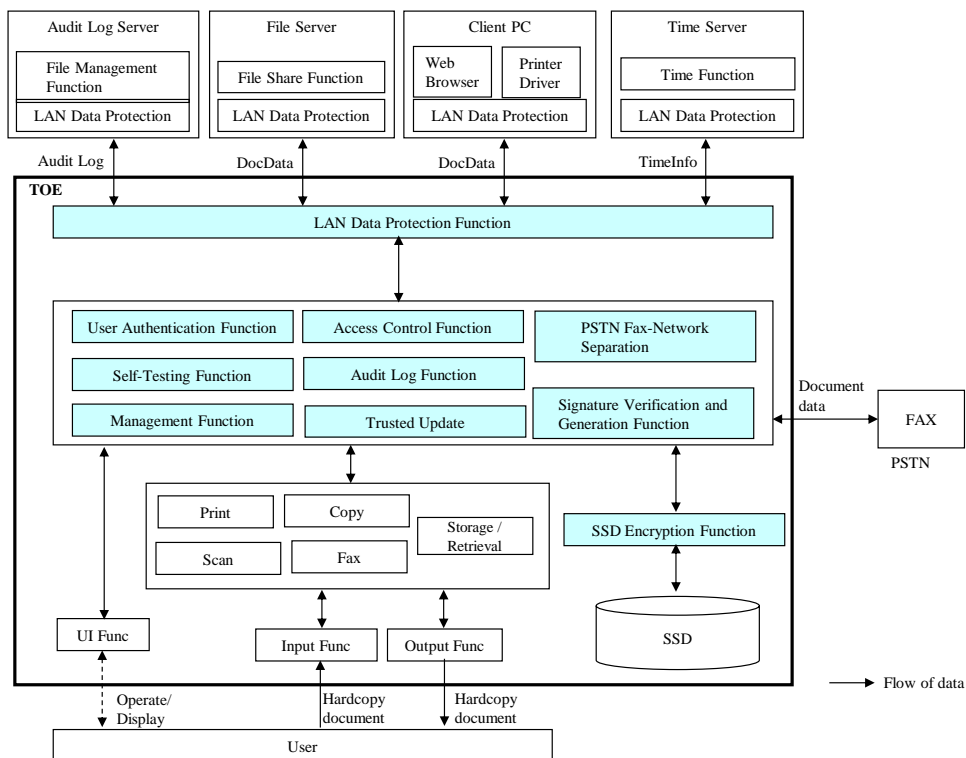 Audit Log Server
File Management
Function
LAN Data Protection
File Server
File Share Function
LAN Data Protection
Client PC
Web
Browser
Printer
Driver
LAN Data Protection
Time Server
Time Function
LAN Data Protection
Audit Log
DocData
DocData
TimeInfo
TOE
LAN Data Protection Function
User Authentication Function
Access Control Function
PSTN Fax-Network
Separation
Self-Testing Function
Audit Log Function
Management Function
Trusted Update
Signature Verification and
Generation Function
Document
data
FAX
PSTN
Print
Copy
Storage /
Retrieval
Scan
Fax
SSD Encryption Function
SSD
UI Func
Input Func
Output Func
Flow of data
Operate/
Display
Hardcopy
document
Hardcopy
document
User